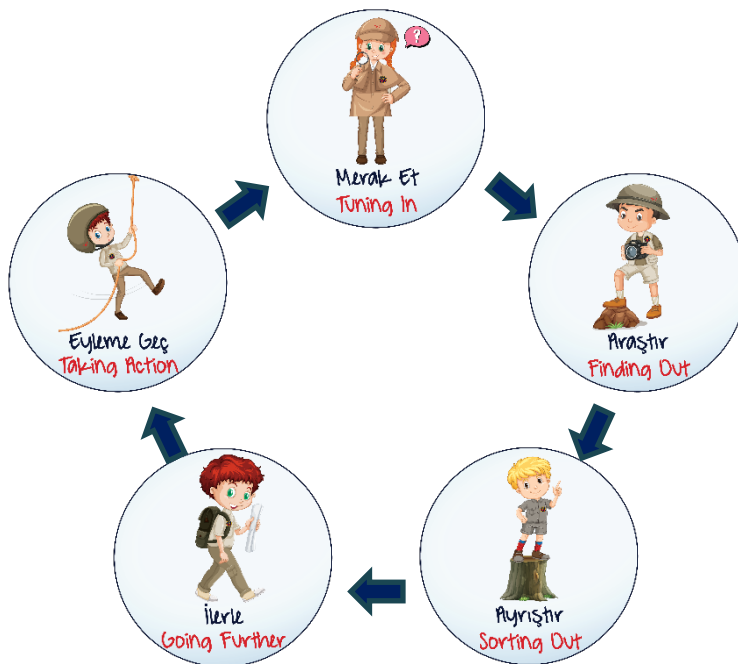 ?
Merak Et
Tuning In
Araştır
Finding Out
Ayrıştır
Sorting Out
İlerle
Going Further
Eyleme Geç
Taking Action